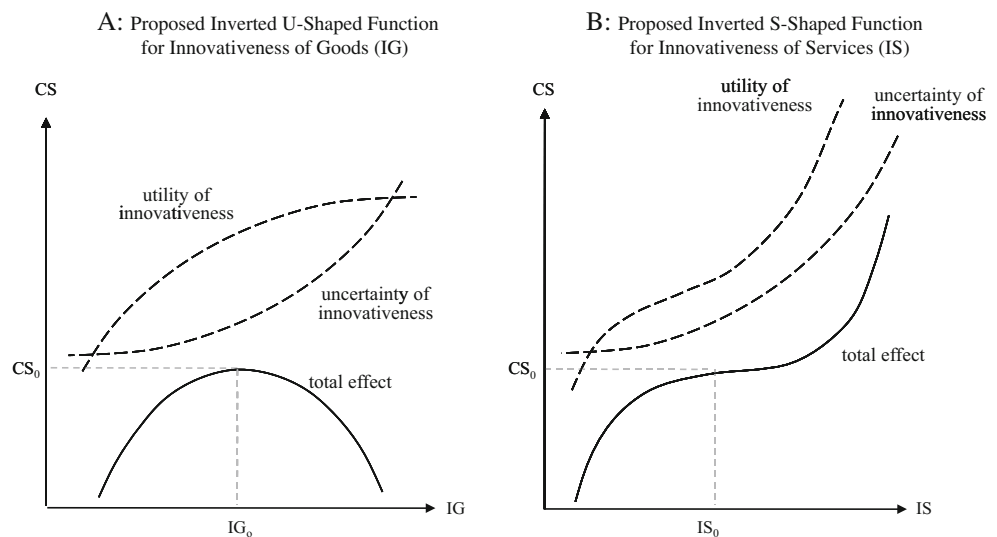 A: Proposed Inverted U-Shaped Function
for Innovativeness of Goods (IG)
CS
utility of
innovativeness
uncertainty of
innovativeness
CS₀
total effect
IG
IGₒ
B: Proposed Inverted S-Shaped Function
for Innovativeness of Services (IS)
CS
utility of
innovativeness
uncertainty of
innovativeness
CS₀
total effect
IS
IS₀